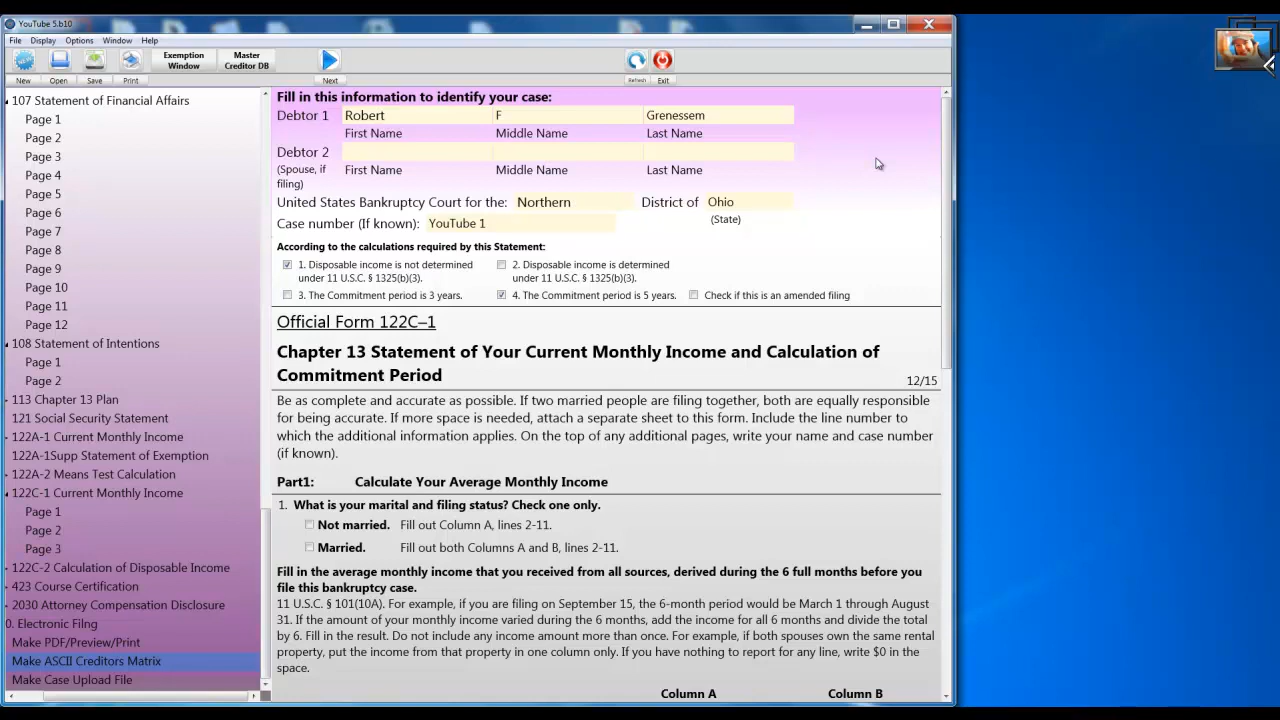 YouTube 5.b10
File Display Options Window Help
Exemption Window
Master Creditor DB
New Open Save Print Next Refresh Exit
107 Statement of Financial Affairs
Page 1
Page 2
Page 3
Page 4
Page 5
Page 6
Page 7
Page 8
Page 9
Page 10
Page 11
Page 12
108 Statement of Intentions
Page 1
Page 2
113 Chapter 13 Plan
121 Social Security Statement
122A-1 Current Monthly Income
122A-1Supp Statement of Exemption
122A-2 Means Test Calculation
122C-1 Current Monthly Income
Page 1
Page 2
Page 3
122C-2 Calculation of Disposable Income
423 Course Certification
2030 Attorney Compensation Disclosure
0. Electronic Filng
Make PDF/Preview/Print
Make ASCII Creditors Matrix
Make Case Upload File
Fill in this information to identify your case:
Debtor 1 Robert F Grenessem
First Name Middle Name Last Name
Debtor 2
(Spouse, if filing) First Name Middle Name Last Name
United States Bankruptcy Court for the: Northern District of Ohio
(State)
Case number (If known): YouTube 1
According to the calculations required by this Statement:
1. Disposable income is not determined under 11 U.S.C. § 1325(b)(3).
2. Disposable income is determined under 11 U.S.C. § 1325(b)(3).
3. The Commitment period is 3 years. 4. The Commitment period is 5 years. Check if this is an amended filing
Official Form 122C–1
Chapter 13 Statement of Your Current Monthly Income and Calculation of
Commitment Period
12/15
Be as complete and accurate as possible. If two married people are filing together, both are equally responsible
for being accurate. If more space is needed, attach a separate sheet to this form. Include the line number to
which the additional information applies. On the top of any additional pages, write your name and case number
(if known).
Part1: Calculate Your Average Monthly Income
1. What is your marital and filing status? Check one only.
Not married. Fill out Column A, lines 2-11.
Married. Fill out both Columns A and B, lines 2-11.
Fill in the average monthly income that you received from all sources, derived during the 6 full months before you
file this bankruptcy case.
11 U.S.C. § 101(10A). For example, if you are filing on September 15, the 6-month period would be March 1 through August
31. If the amount of your monthly income varied during the 6 months, add the income for all 6 months and divide the total
by 6. Fill in the result. Do not include any income amount more than once. For example, if both spouses own the same rental
property, put the income from that property in one column only. If you have nothing to report for any line, write $0 in the
space.
Column A Column B